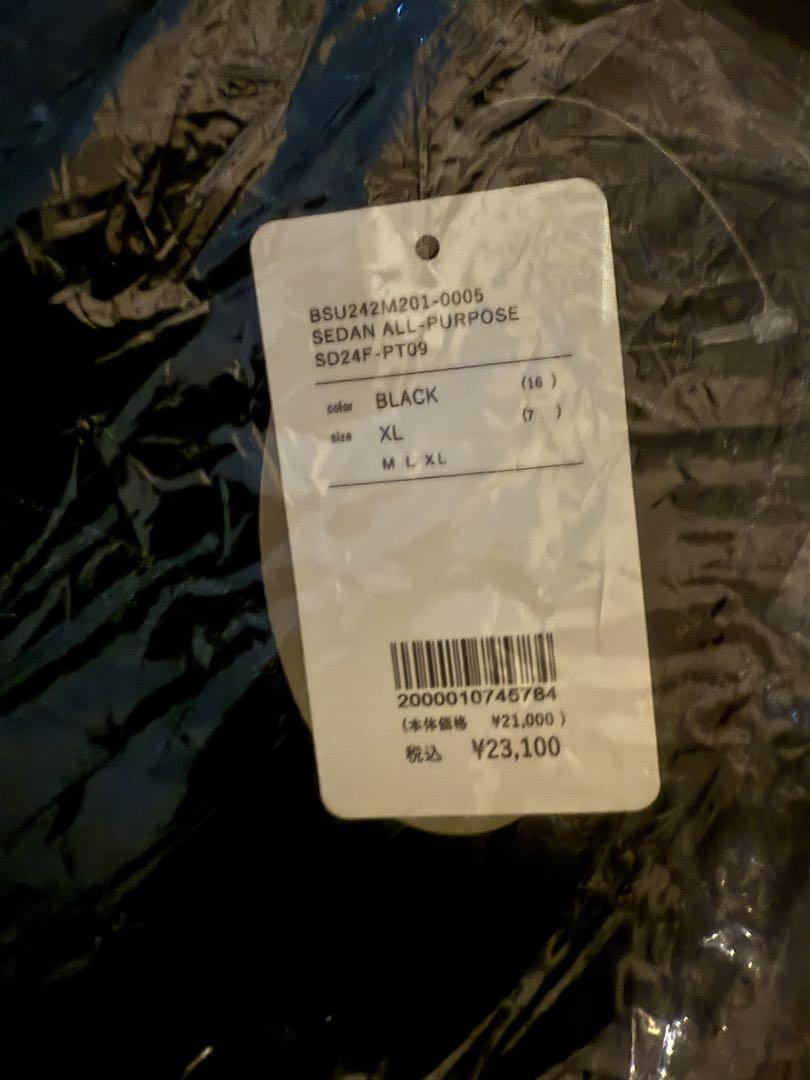 BSU242M201-0005
SEDAN ALL-PURPOSE
SD24F-PT09
color BLACK (16 )
size XL (7 )
M L XL
2000010745784
(本体価格 ¥21,000 )
税込 ¥23,100